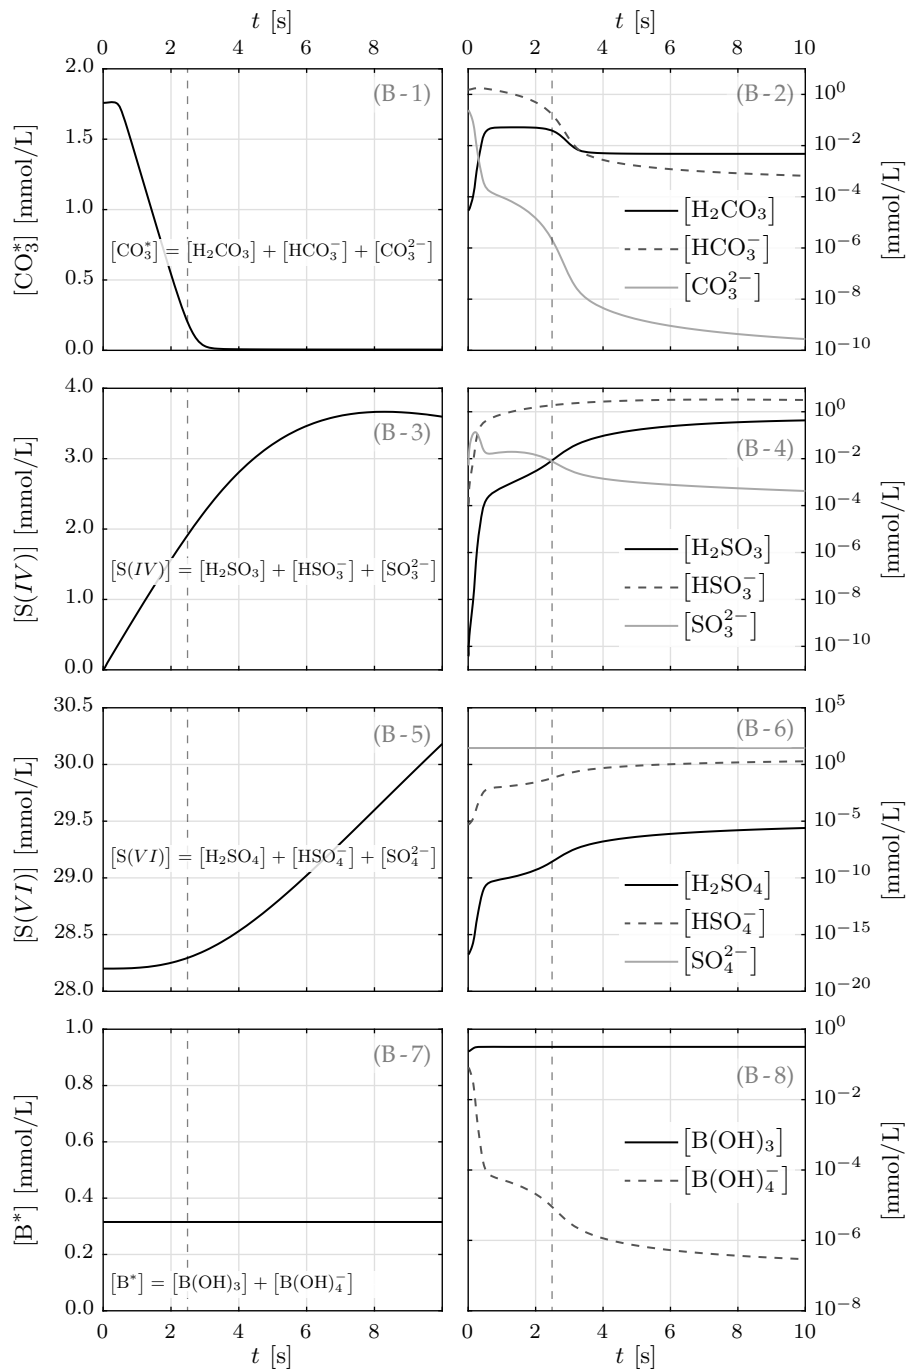 t [s] t [s]
0 2 4 6 8 0 2 4 6 8 10
2.0 1.5 1.0 0.5 0.0
[CO₃*] [mmol/L]
(B-1)
[CO₃*] = [H₂CO₃] + [HCO₃⁻] + [CO₃²⁻]
(B-2)
[H₂CO₃]
[HCO₃⁻]
[CO₃²⁻]
10⁰ 10⁻² 10⁻⁴ 10⁻⁶ 10⁻⁸ 10⁻¹⁰
[mmol/L]
4.0 3.0 2.0 1.0 0.0
[S(IV)] [mmol/L]
(B-3)
[S(IV)] = [H₂SO₃] + [HSO₃⁻] + [SO₃²⁻]
(B-4)
[H₂SO₃]
[HSO₃⁻]
[SO₃²⁻]
10⁰ 10⁻² 10⁻⁴ 10⁻⁶ 10⁻⁸ 10⁻¹⁰
[mmol/L]
30.5 30.0 29.5 29.0 28.5 28.0
[S(VI)] [mmol/L]
(B-5)
[S(VI)] = [H₂SO₄] + [HSO₄⁻] + [SO₄²⁻]
(B-6)
[H₂SO₄]
[HSO₄⁻]
[SO₄²⁻]
10⁵ 10⁰ 10⁻⁵ 10⁻¹⁰ 10⁻¹⁵ 10⁻²⁰
[mmol/L]
1.0 0.8 0.6 0.4 0.2 0.0
[B*] [mmol/L]
(B-7)
[B*] = [B(OH)₃] + [B(OH)₄⁻]
(B-8)
[B(OH)₃]
[B(OH)₄⁻]
10⁰ 10⁻² 10⁻⁴ 10⁻⁶ 10⁻⁸
[mmol/L]
0 2 4 6 8 0 2 4 6 8 10
t [s] t [s]